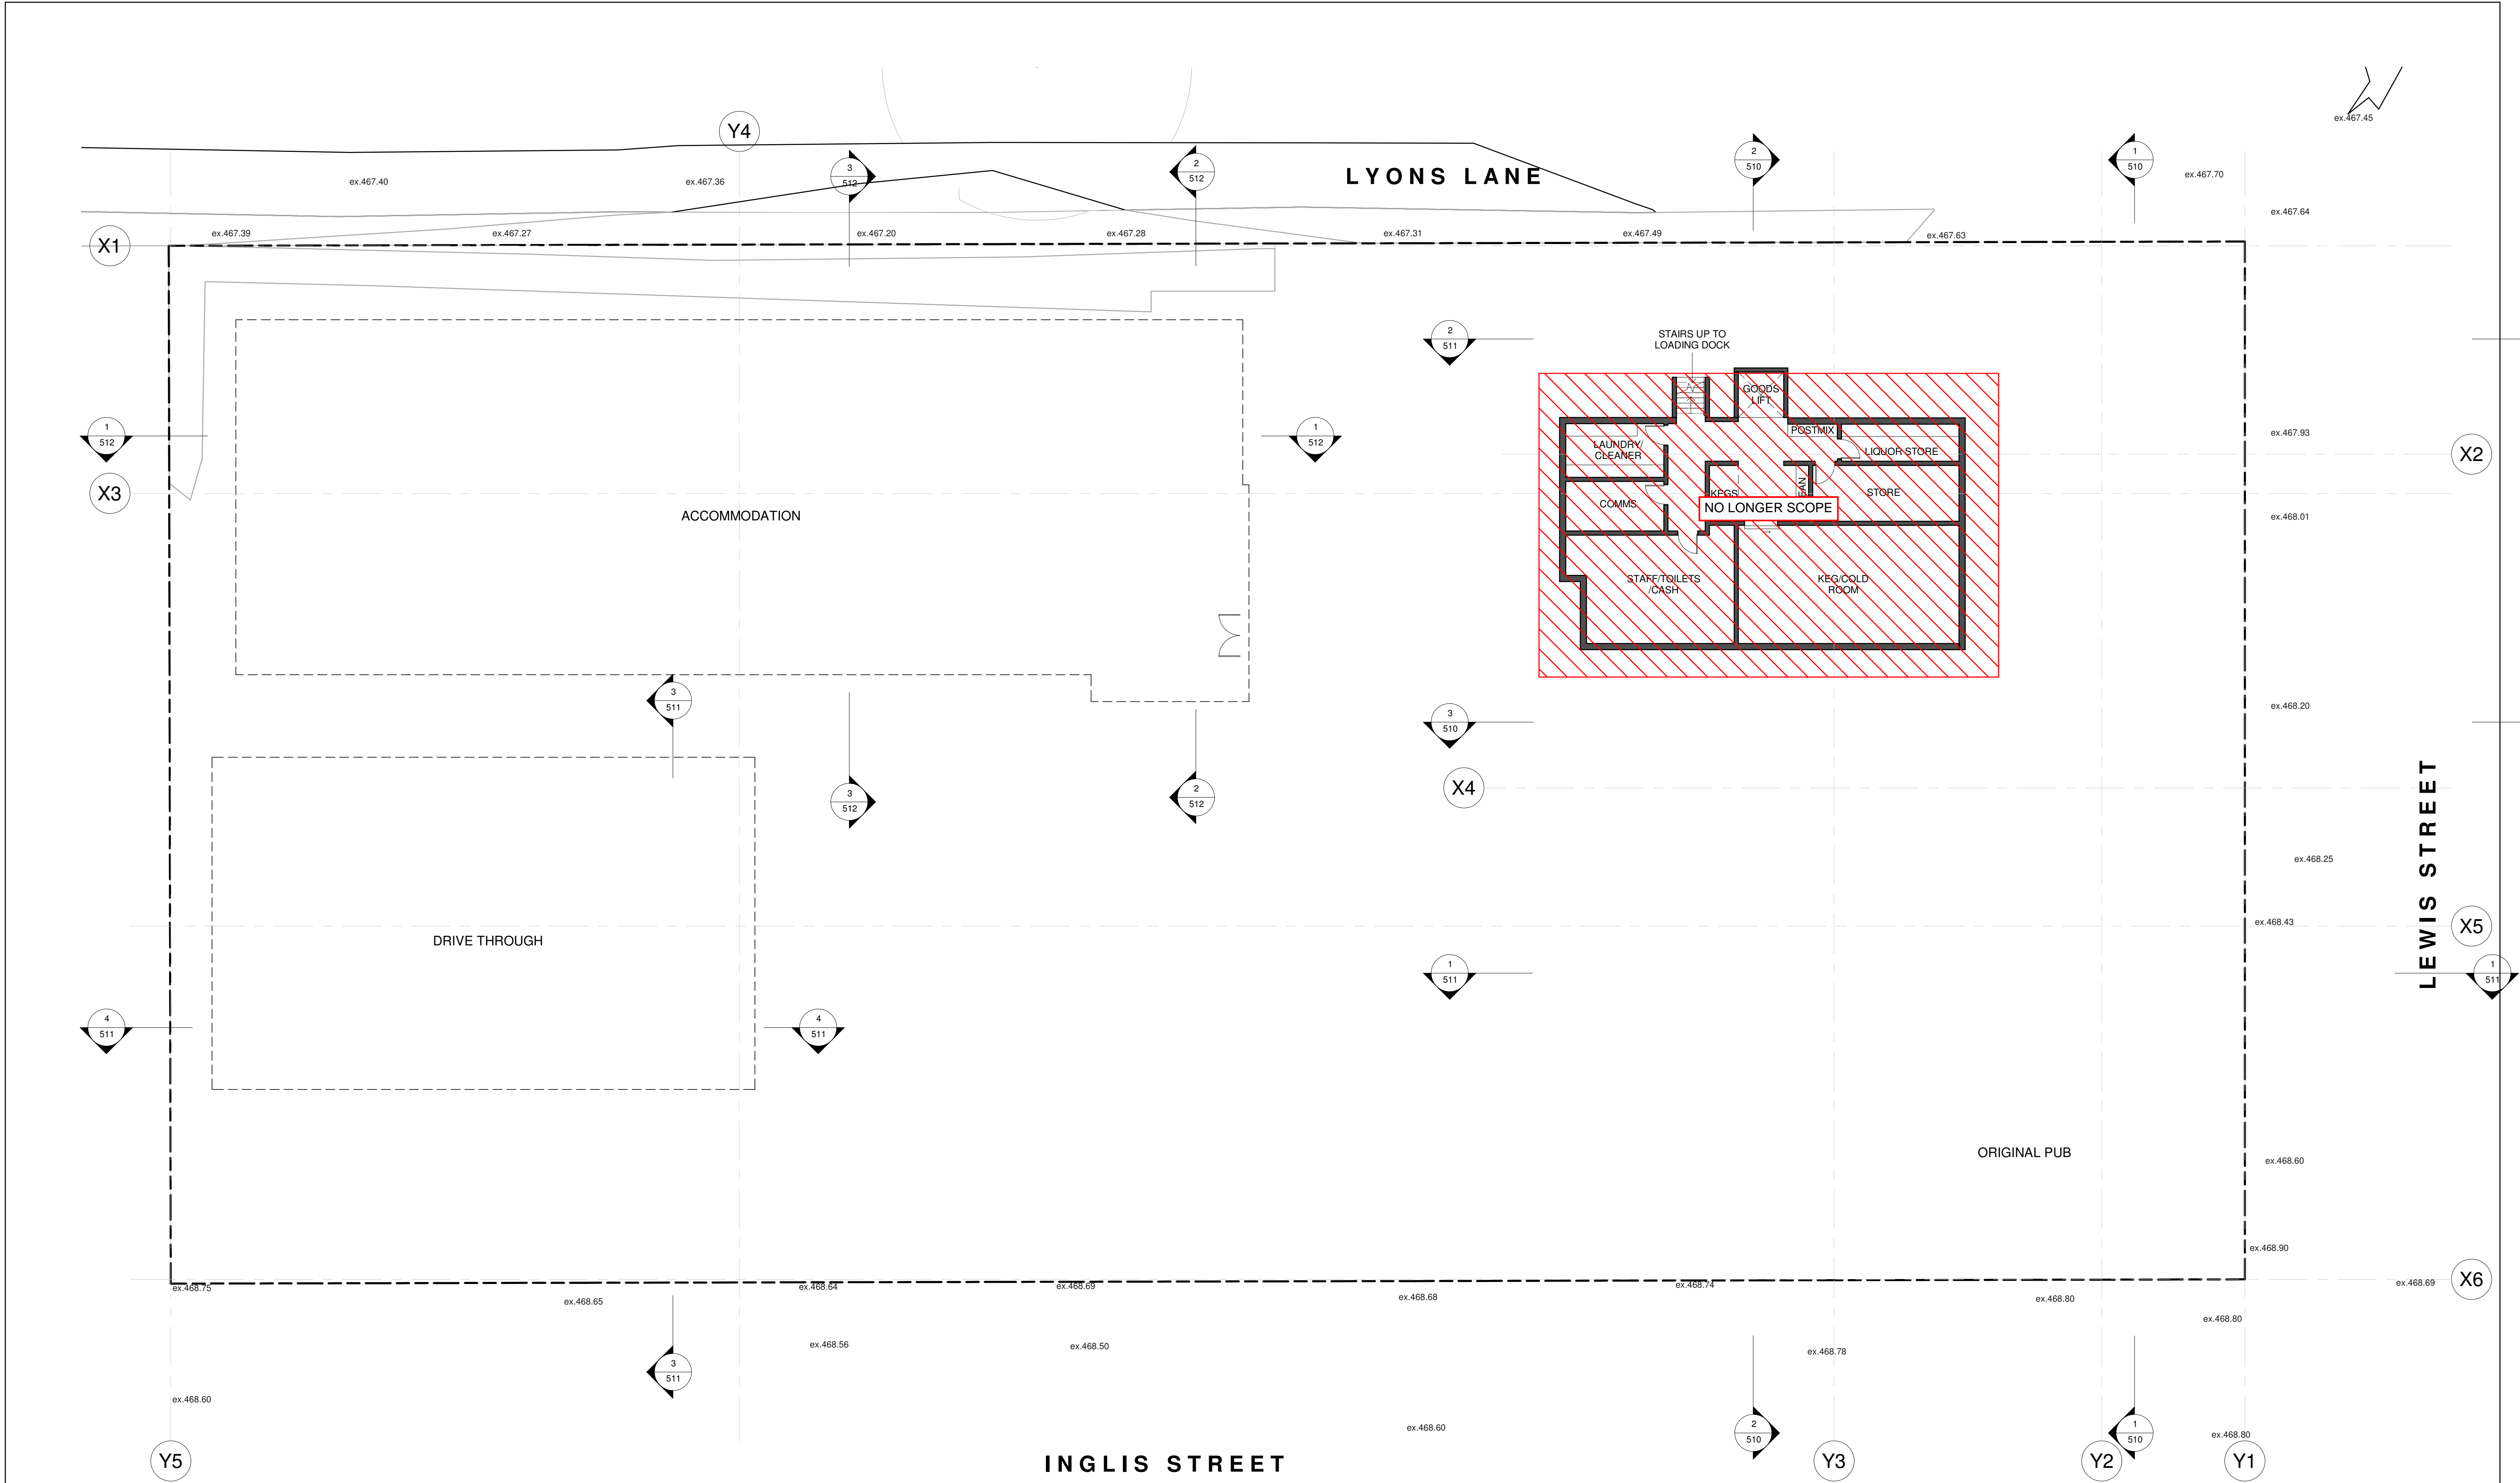 ex.467.45
Y4
2
510
1
510
3
512
2
512
LYONS LANE
ex.467.70
ex.467.40
ex.467.36
ex.467.64
ex.467.39
ex.467.27
ex.467.20
ex.467.28
ex.467.31
ex.467.49
ex.467.63
X1
2
511
STAIRS UP TO
LOADING DOCK
GOODS
LIFT
1
512
1
512
POSTMIX
ex.467.93
LAUNDRY/
CLEANER
LIQUOR STORE
X2
X3
KEGS
STORE
COMMS
NO LONGER SCOPE
ACCOMMODATION
ex.468.01
STAFF/TOILETS
/CASH
KEG/COLD
ROOM
3
511
ex.468.20
3
510
X4
3
512
2
512
LEWIS STREET
ex.468.25
ex.468.43
X5
DRIVE THROUGH
1
511
1
511
4
511
4
511
ORIGINAL PUB
ex.468.60
ex.468.90
X6
ex.468.75
ex.468.64
ex.468.69
ex.468.74
ex.468.69
ex.468.65
ex.468.68
ex.468.80
ex.468.80
ex.468.56
ex.468.50
ex.468.78
3
511
ex.468.60
ex.468.60
2
510
1
510
ex.468.80
Y5
INGLIS STREET
Y3
Y2
Y1